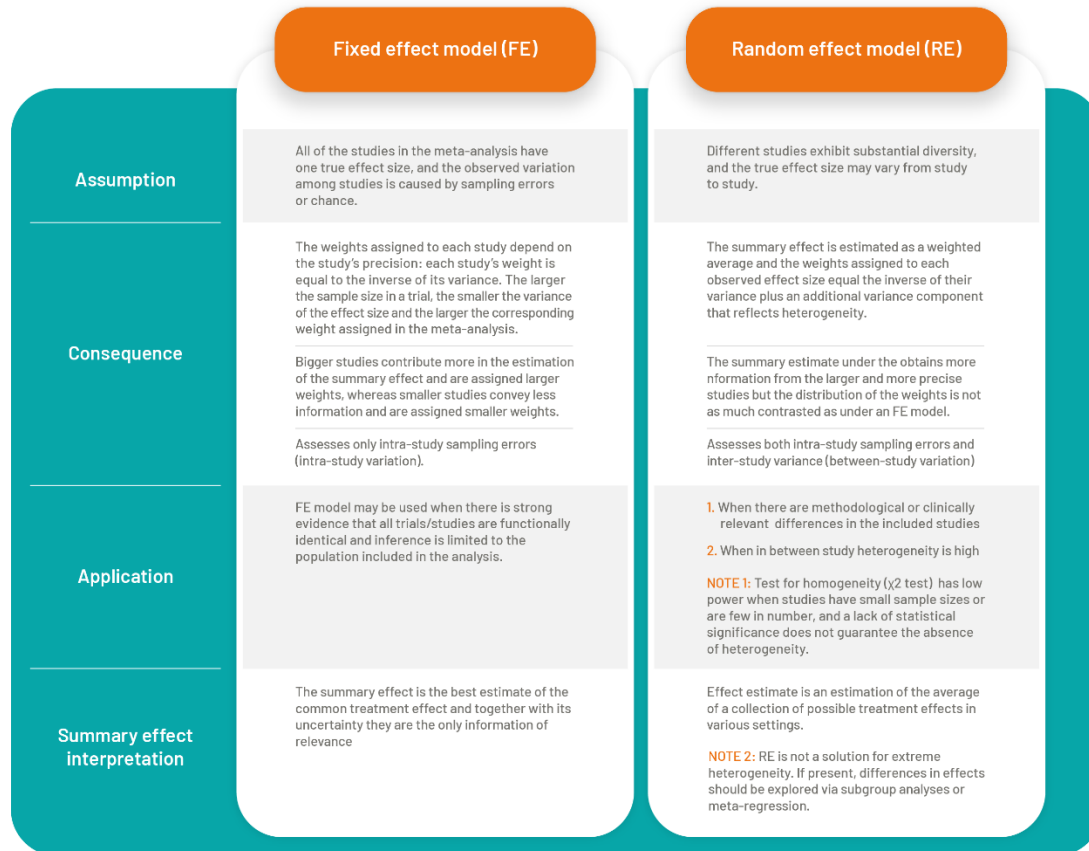 Fixed effect model (FE)
Random effect model (RE)
Assumption
All of the studies in the meta-analysis have
one true effect size, and the observed variation
among studies is caused by sampling errors
or chance.
Different studies exhibit substantial diversity,
and the true effect size may vary from study
to study.
Consequence
The weights assigned to each study depend on
the study's precision: each study's weight is
equal to the inverse of its variance. The larger
the sample size in a trial, the smaller the variance
of the effect size and the larger the corresponding
weight assigned in the meta-analysis.
The summary effect is estimated as a weighted
average and the weights assigned to each
observed effect size equal the inverse of their
variance plus an additional variance component
that reflects heterogeneity.
Bigger studies contribute more in the estimation
of the summary effect and are assigned larger
weights, whereas smaller studies convey less
information and are assigned smaller weights.
The summary estimate under the obtains more
nformation from the larger and more precise
studies but the distribution of the weights is not
as much contrasted as under an FE model.
Assesses only intra-study sampling errors
(intra-study variation).
Assesses both intra-study sampling errors and
inter-study variance (between-study variation)
Application
FE model may be used when there is strong
evidence that all trials/studies are functionally
identical and inference is limited to the
population included in the analysis.
1. When there are methodological or clinically
relevant differences in the included studies
2. When in between study heterogeneity is high
NOTE 1: Test for homogeneity (χ2 test) has low
power when studies have small sample sizes or
are few in number, and a lack of statistical
significance does not guarantee the absence
of heterogeneity.
Summary effect
interpretation
The summary effect is the best estimate of the
common treatment effect and together with its
uncertainty they are the only information of
relevance
Effect estimate is an estimation of the average
of a collection of possible treatment effects in
various settings.
NOTE 2: RE is not a solution for extreme
heterogeneity. If present, differences in effects
should be explored via subgroup analyses or
meta-regression.